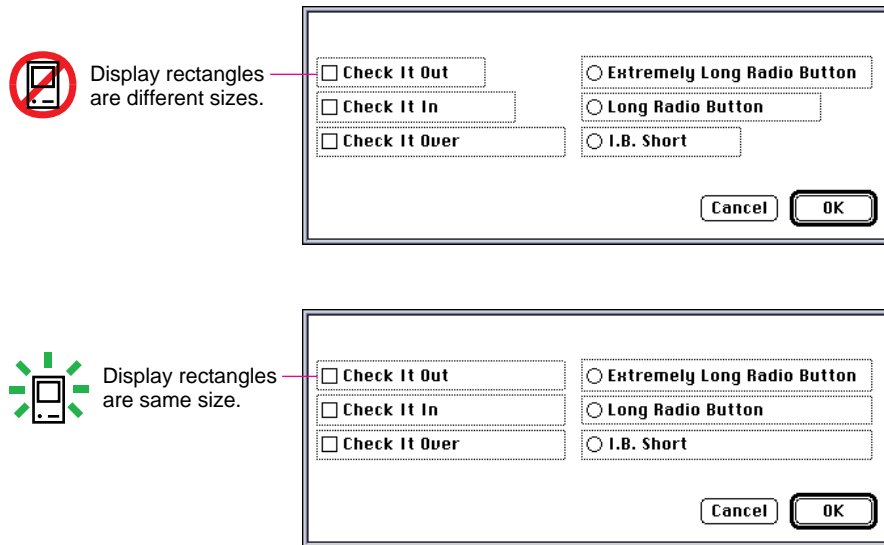 Display rectangles
are different sizes.
Check It Out
Check It In
Check It Over
Extremely Long Radio Button
Long Radio Button
I.B. Short
Cancel
OK
Display rectangles
are same size.
Check It Out
Check It In
Check It Over
Extremely Long Radio Button
Long Radio Button
I.B. Short
Cancel
OK